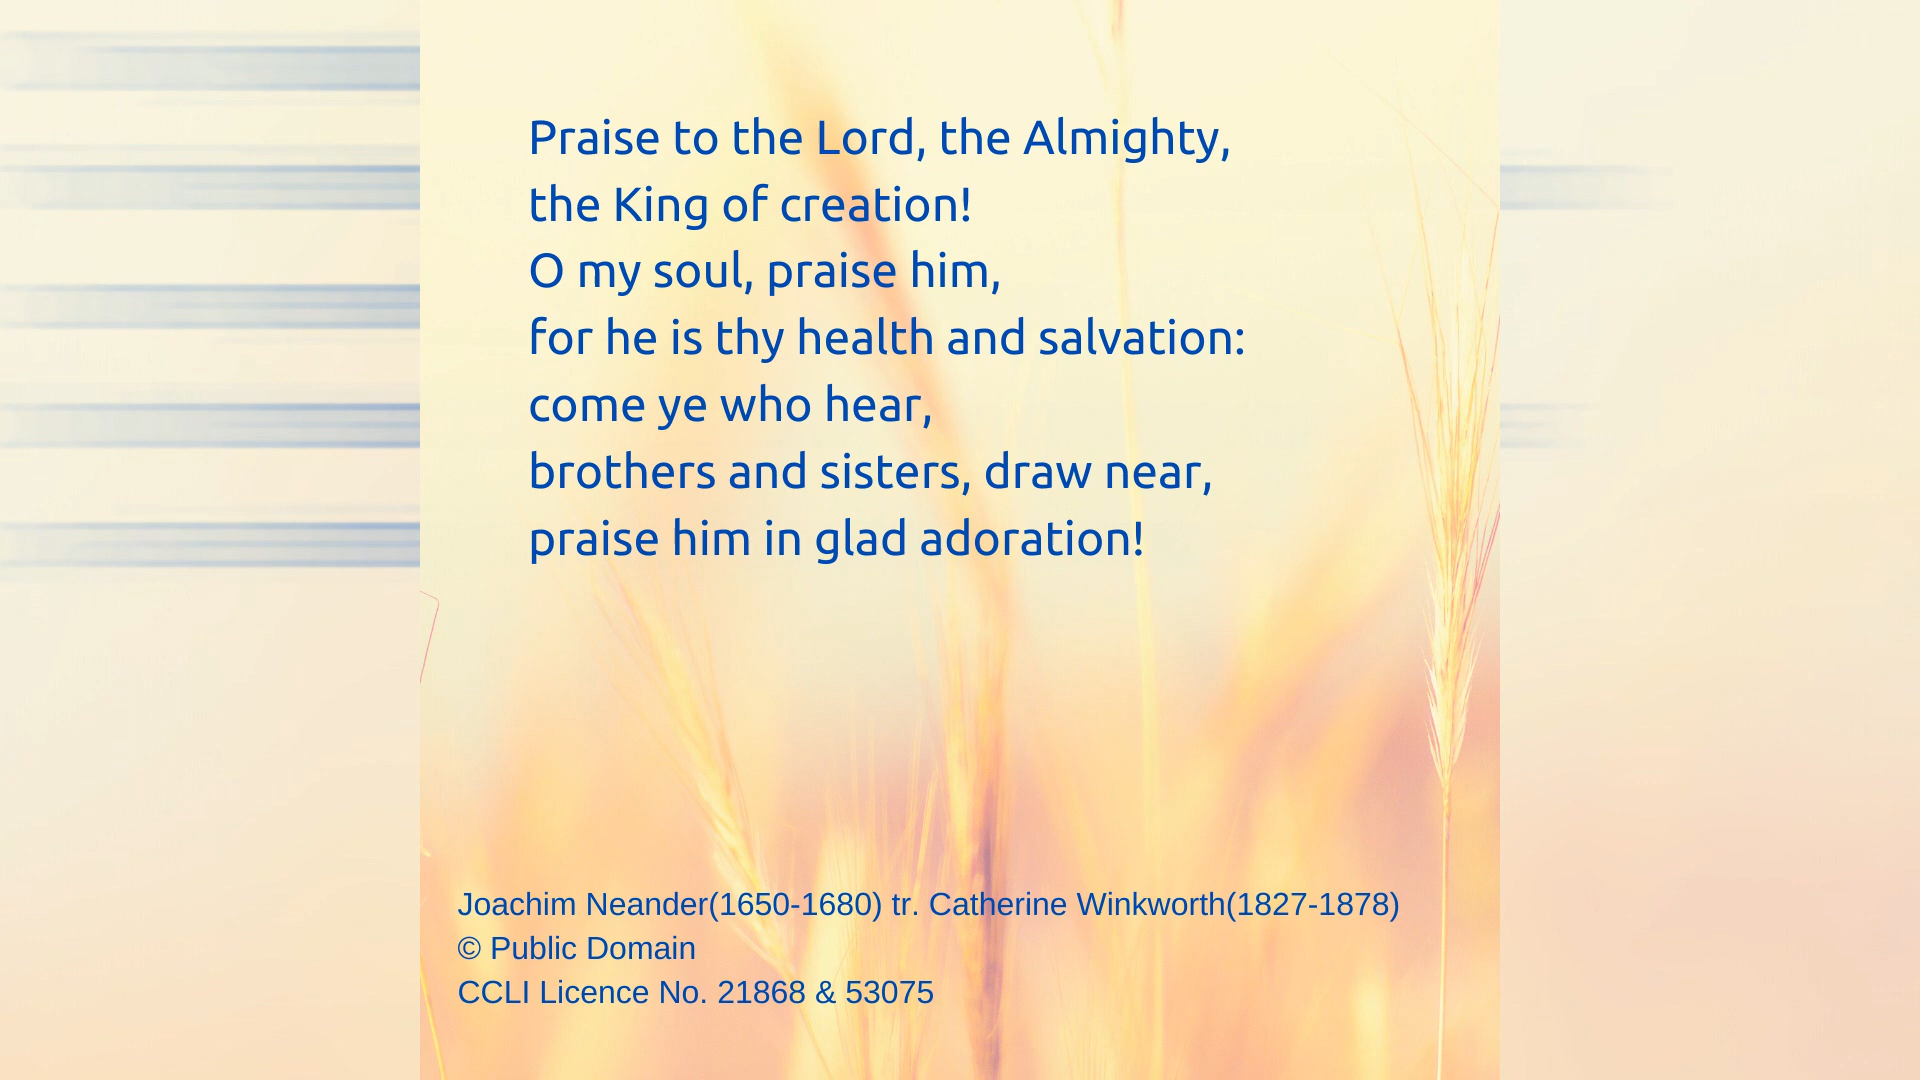 Praise to the Lord, the Almighty,
the King of creation!
O my soul, praise him,
for he is thy health and salvation:
come ye who hear,
brothers and sisters, draw near,
praise him in glad adoration!
Joachim Neander(1650-1680) tr. Catherine Winkworth(1827-1878)
© Public Domain
CCLI Licence No. 21868 & 53075